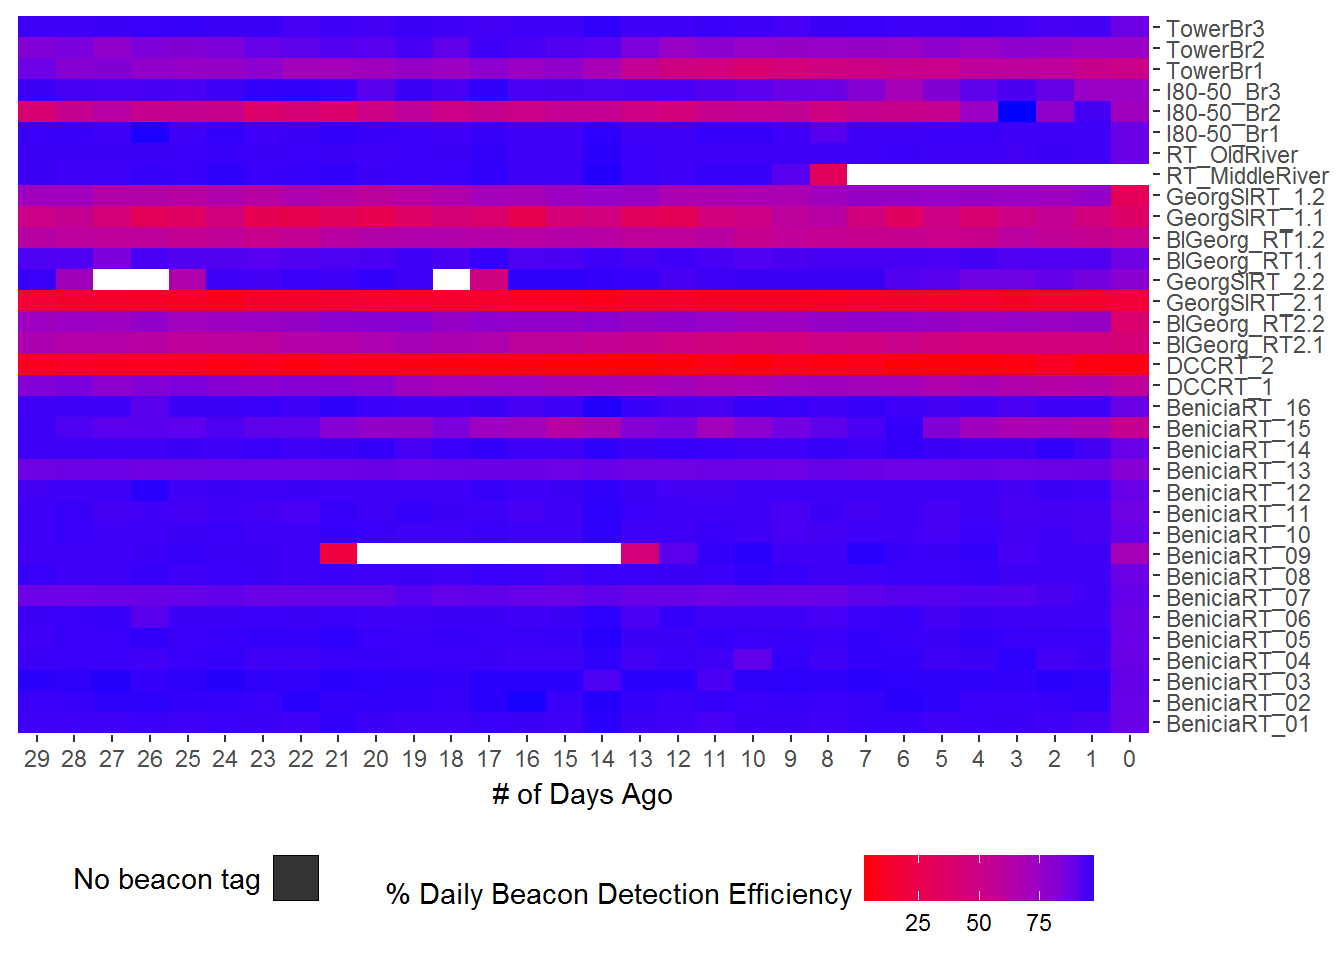 TowerBr3
TowerBr2
TowerBr1
I80-50_Br3
I80-50_Br2
I80-50_Br1
RT_OldRiver
RT_MiddleRiver
GeorgSlRT_1.2
GeorgSlRT_1.1
BlGeorg_RT1.2
BlGeorg_RT1.1
GeorgSlRT_2.2
GeorgSlRT_2.1
BlGeorg_RT2.2
BlGeorg_RT2.1
DCCRT_2
DCCRT_1
BeniciaRT_16
BeniciaRT_15
BeniciaRT_14
BeniciaRT_13
BeniciaRT_12
BeniciaRT_11
BeniciaRT_10
BeniciaRT_09
BeniciaRT_08
BeniciaRT_07
BeniciaRT_06
BeniciaRT_05
BeniciaRT_04
BeniciaRT_03
BeniciaRT_02
BeniciaRT_01
29 28 27 26 25 24 23 22 21 20 19 18 17 16 15 14 13 12 11 10 9 8 7 6 5 4 3 2 1 0
# of Days Ago
No beacon tag
% Daily Beacon Detection Efficiency
25 50 75